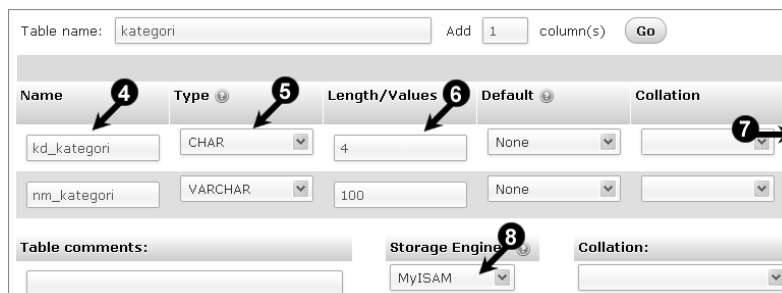 Table name: kategori Add 1 column(s) Go
Name 4 Type 5 Length/Values 6 Default Collation
7
kd_kategori CHAR 4 None
nm_kategori VARCHAR 100 None
Table comments: Storage Engine 8 Collation:
MyISAM